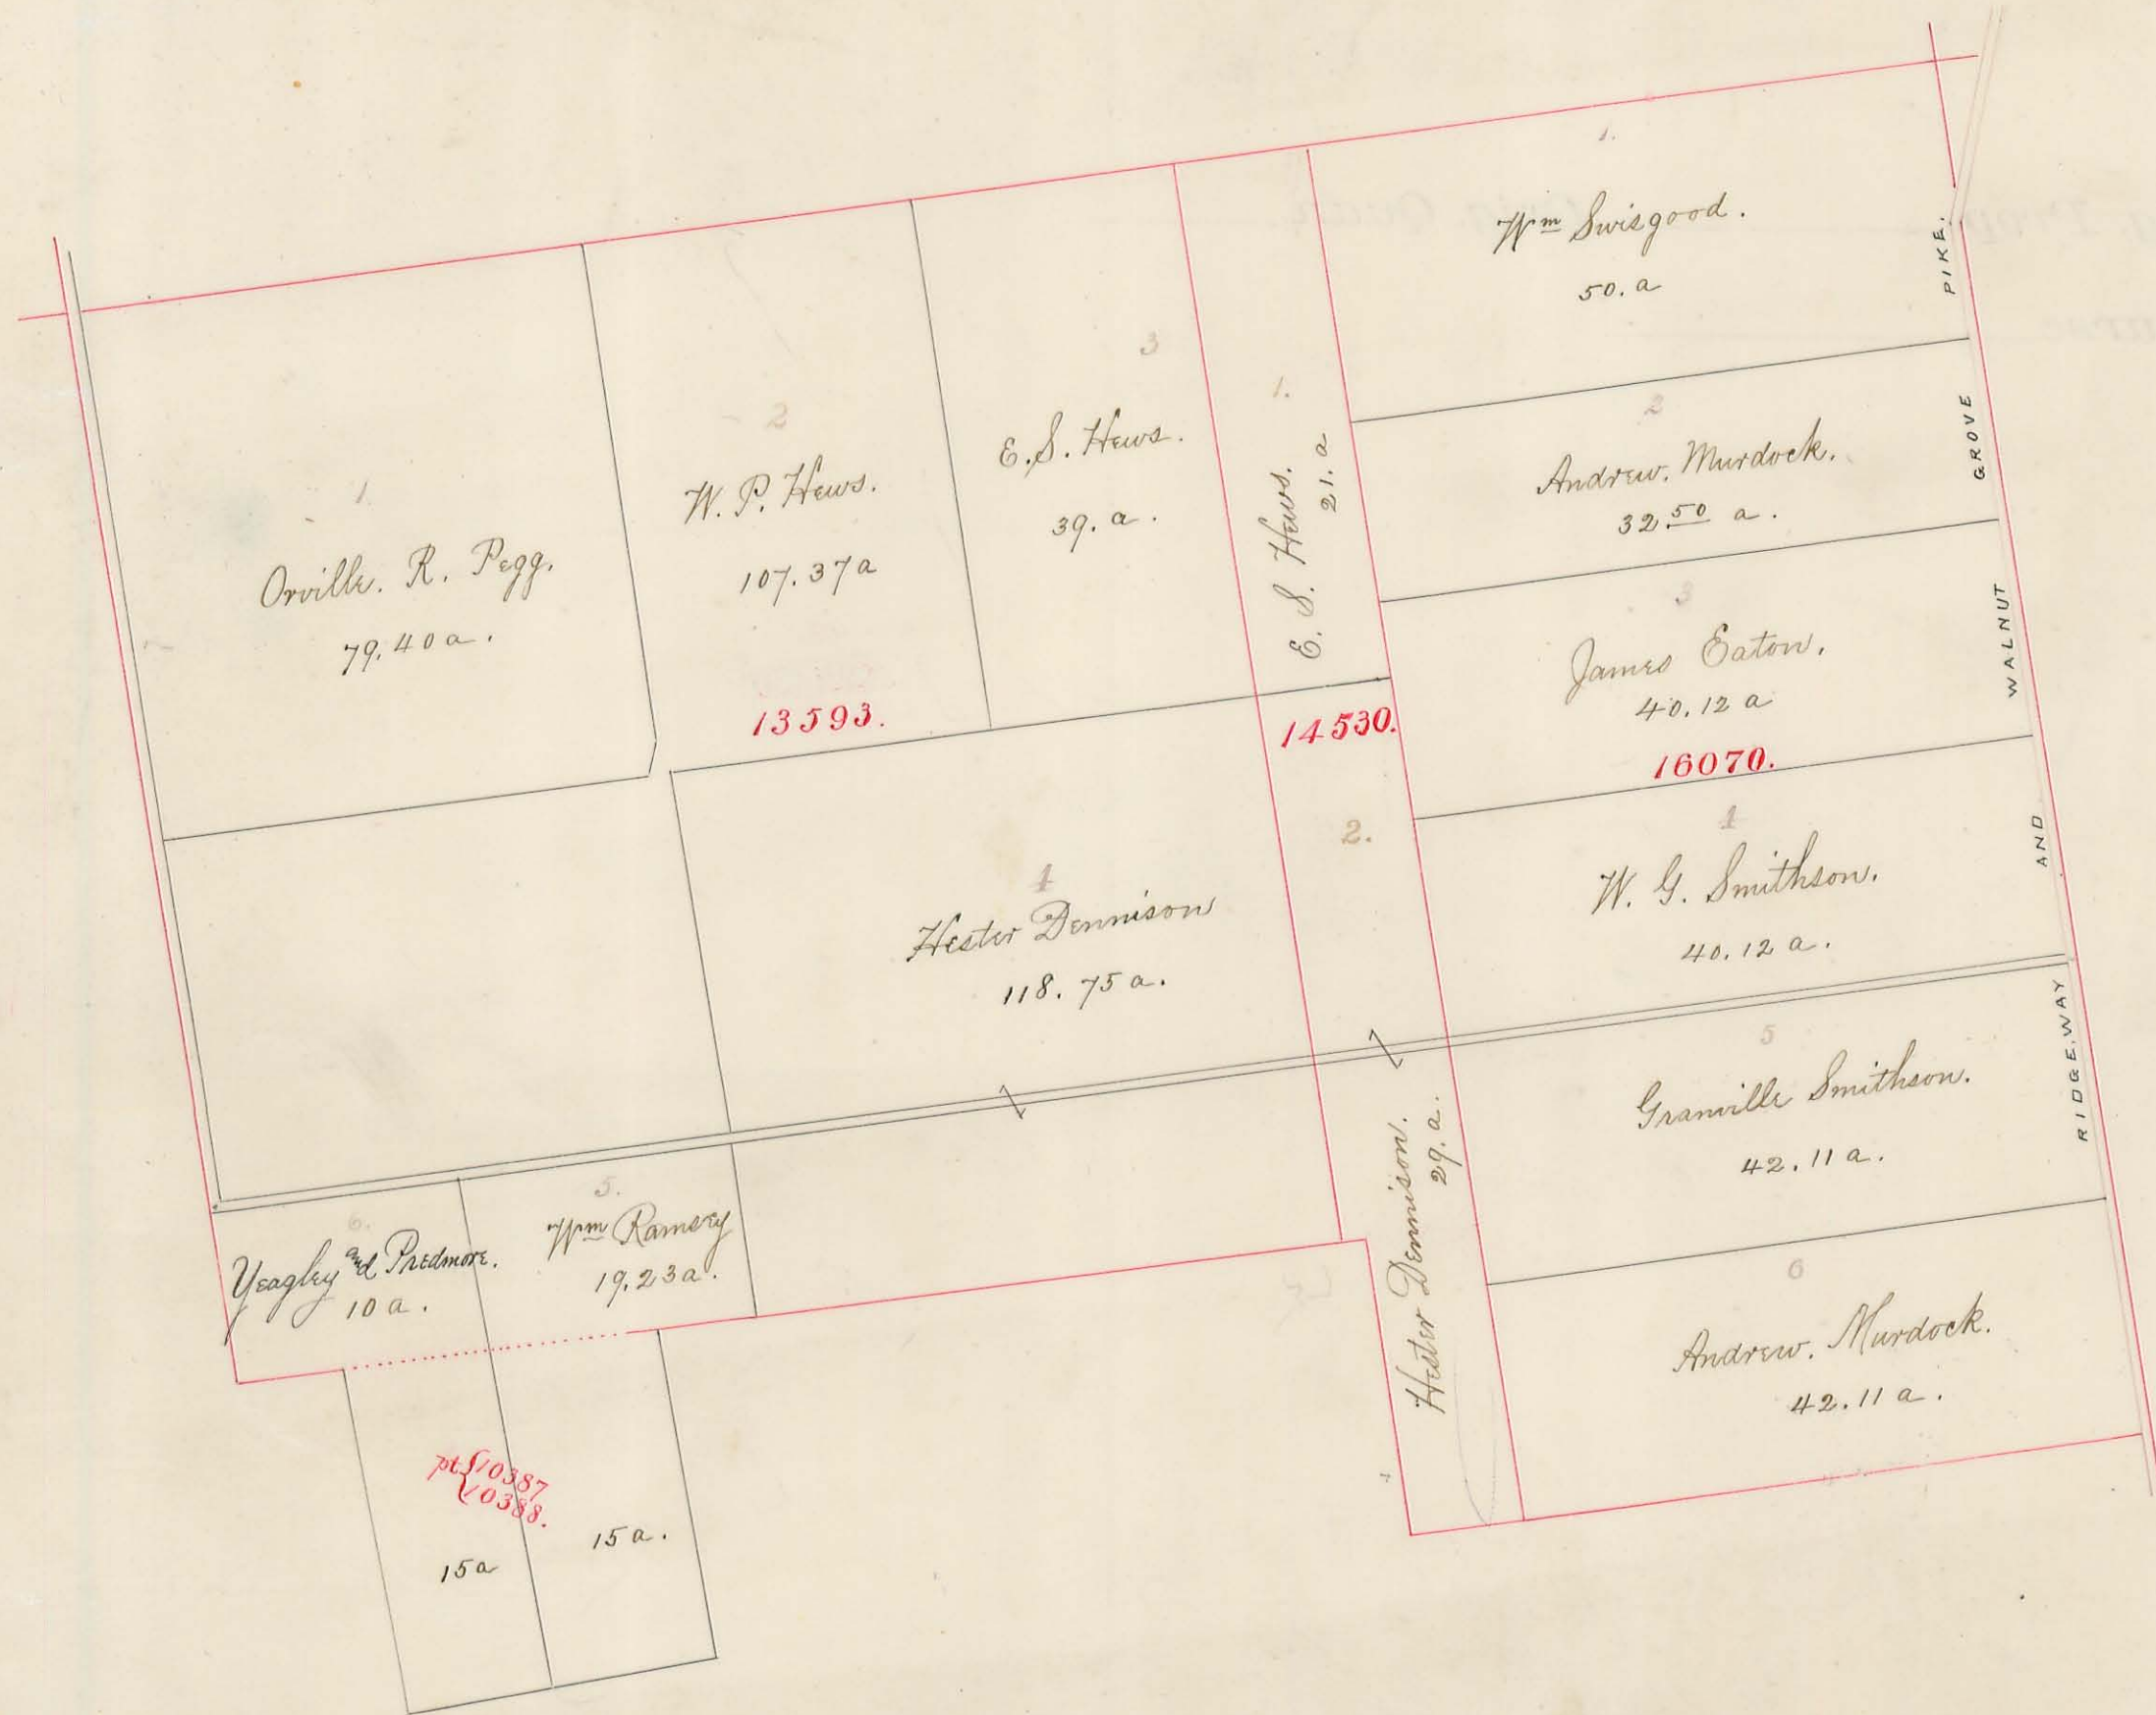 1
Orville. R. Pegg.
79.40 a.
2
W. P. Hews.
107.37 a
13593.
3
E. S. Hews.
39. a.
1.
E. S. Hews.
21. a
14530.
2.
Hester Dennison.
29. a.
4
Hester Dennison
118.75 a.
5.
Wm Ramsey
19.23 a.
6.
Yeagley and Predmore.
10 a.
pt { 10387
10388.
15 a
15 a.
1.
Wm Swisgood.
50. a
2
Andrew. Murdock.
32.50 a.
3
James Eaton.
40.12 a
16070.
4
W. G. Smithson.
40.12 a.
5
Granville Smithson.
42.11 a.
6
Andrew. Murdock.
42.11 a.
RIDGEWAY AND WALNUT GROVE PIKE.